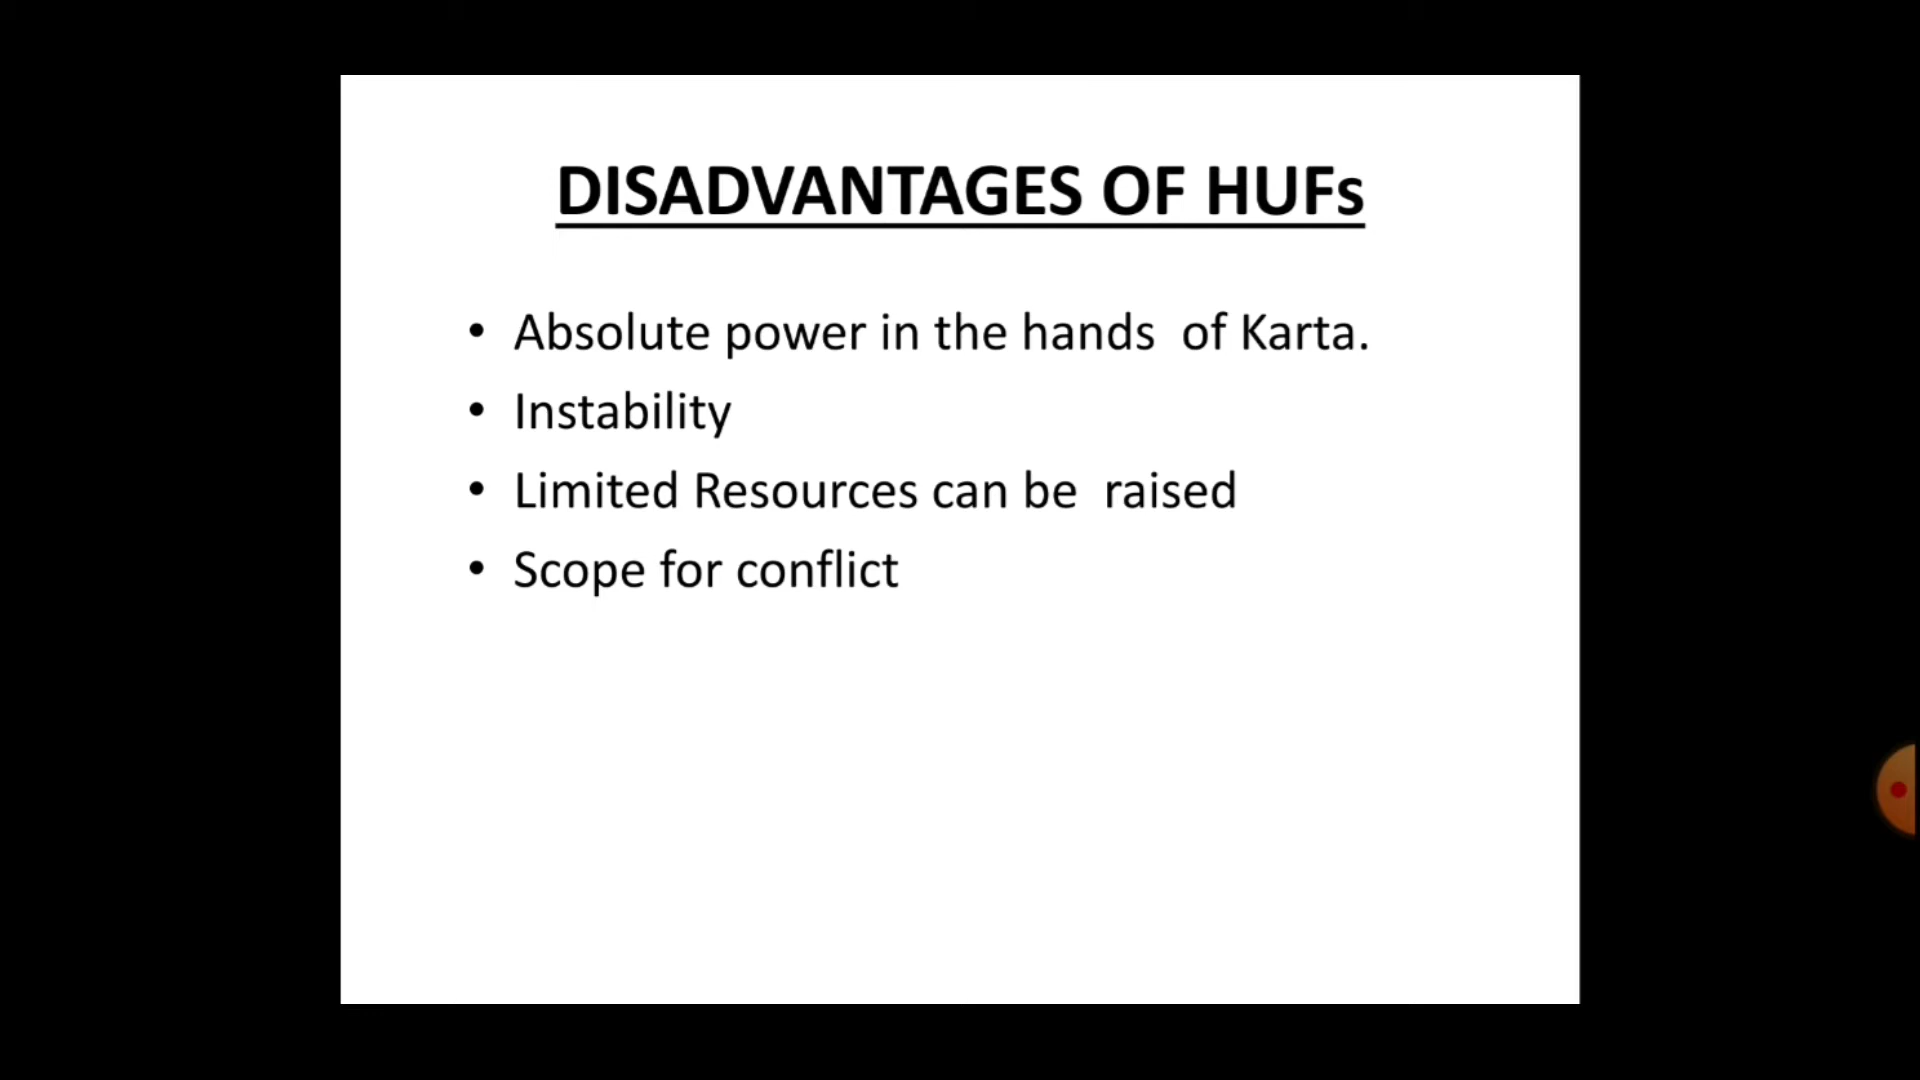 DISADVANTAGES OF HUFs
• Absolute power in the hands  of Karta.
• Instability
• Limited Resources can be  raised
• Scope for conflict